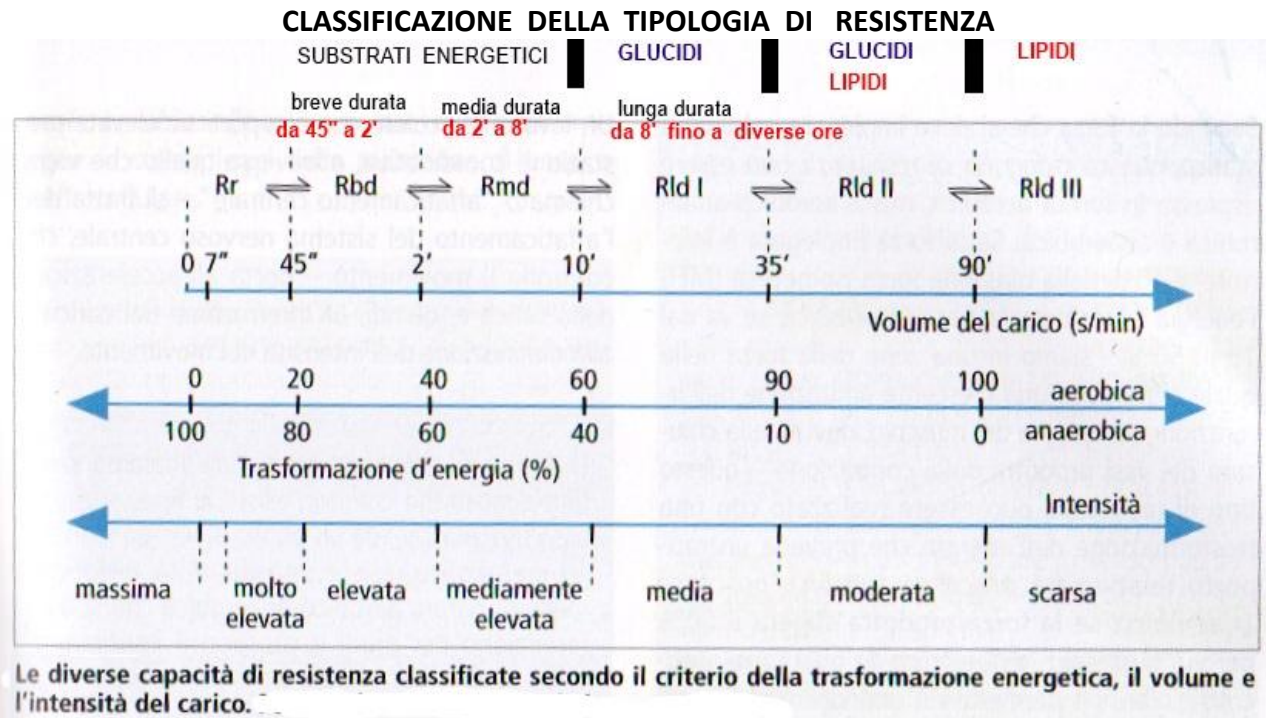 CLASSIFICAZIONE DELLA TIPOLOGIA DI RESISTENZA
SUBSTRATI ENERGETICI GLUCIDI GLUCIDI LIPIDI
LIPIDI
breve durata media durata lunga durata
da 45" a 2' da 2' a 8' da 8' fino a diverse ore
Rr ⇌ Rbd ⇌ Rmd ⇌ Rld I ⇌ Rld II ⇌ Rld III
0 7" 45" 2' 10' 35' 90'
Volume del carico (s/min)
0 20 40 60 90 100 aerobica
100 80 60 40 10 0 anaerobica
Trasformazione d'energia (%)
Intensità
massima molto elevata mediamente media moderata scarsa
elevata elevata
Le diverse capacità di resistenza classificate secondo il criterio della trasformazione energetica, il volume e
l'intensità del carico.